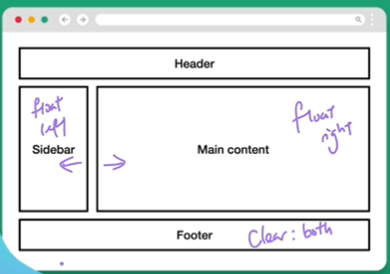 Header
float
left
Sidebar
Main content
float
right
Footer
Clear: both